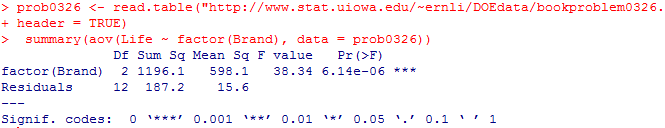 > prob0326 <- read.table("http://www.stat.uiowa.edu/~ernli/DOEdata/bookproblem0326.
+ header = TRUE)
>  summary(aov(Life ~ factor(Brand), data = prob0326))
              Df Sum Sq Mean Sq F value   Pr(>F)
factor(Brand)  2 1196.1   598.1   38.34 6.14e-06 ***
Residuals     12  187.2    15.6
---
Signif. codes:  0 ‘***’ 0.001 ‘**’ 0.01 ‘*’ 0.05 ‘.’ 0.1 ‘ ’ 1